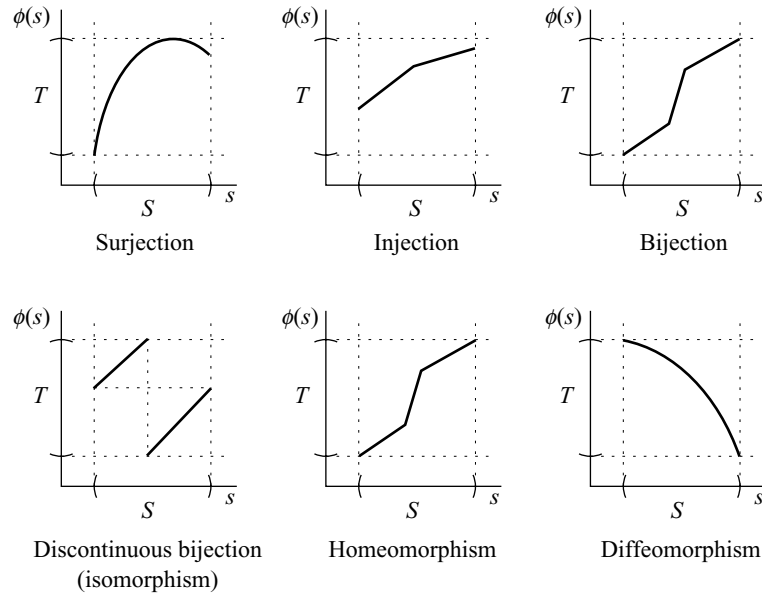 ϕ(s) ϕ(s) ϕ(s)
T T T
S s S s S s
Surjection Injection Bijection
ϕ(s) ϕ(s) ϕ(s)
T T T
S s S s S s
Discontinuous bijection Homeomorphism Diffeomorphism
(isomorphism)